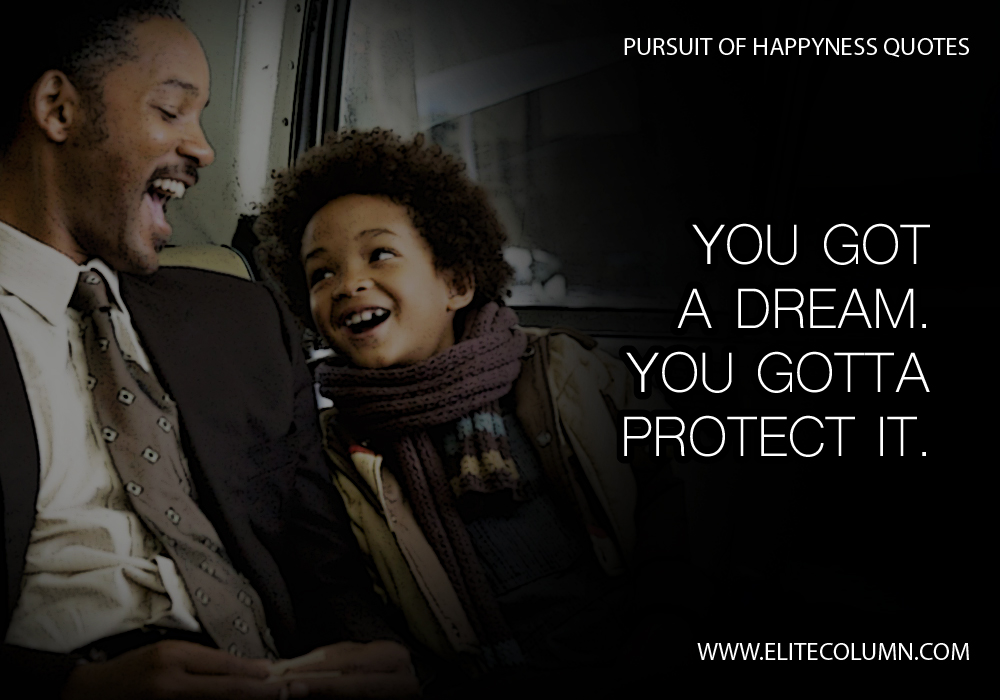 PURSUIT OF HAPPYNESS QUOTES
YOU GOT
A DREAM.
YOU GOTTA
PROTECT IT.
WWW.ELITECOLUMN.COM